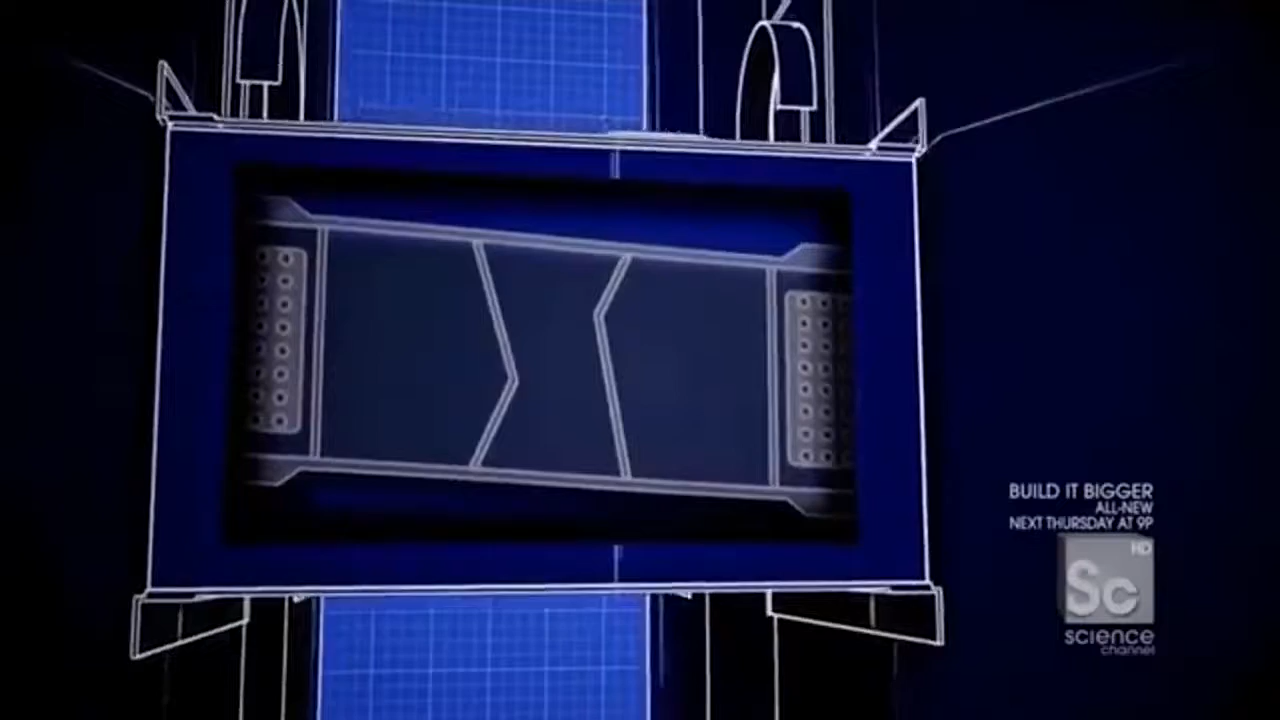 BUILD IT BIGGER
ALL-NEW
NEXT THURSDAY AT 9P
HD
Sc
science
channel